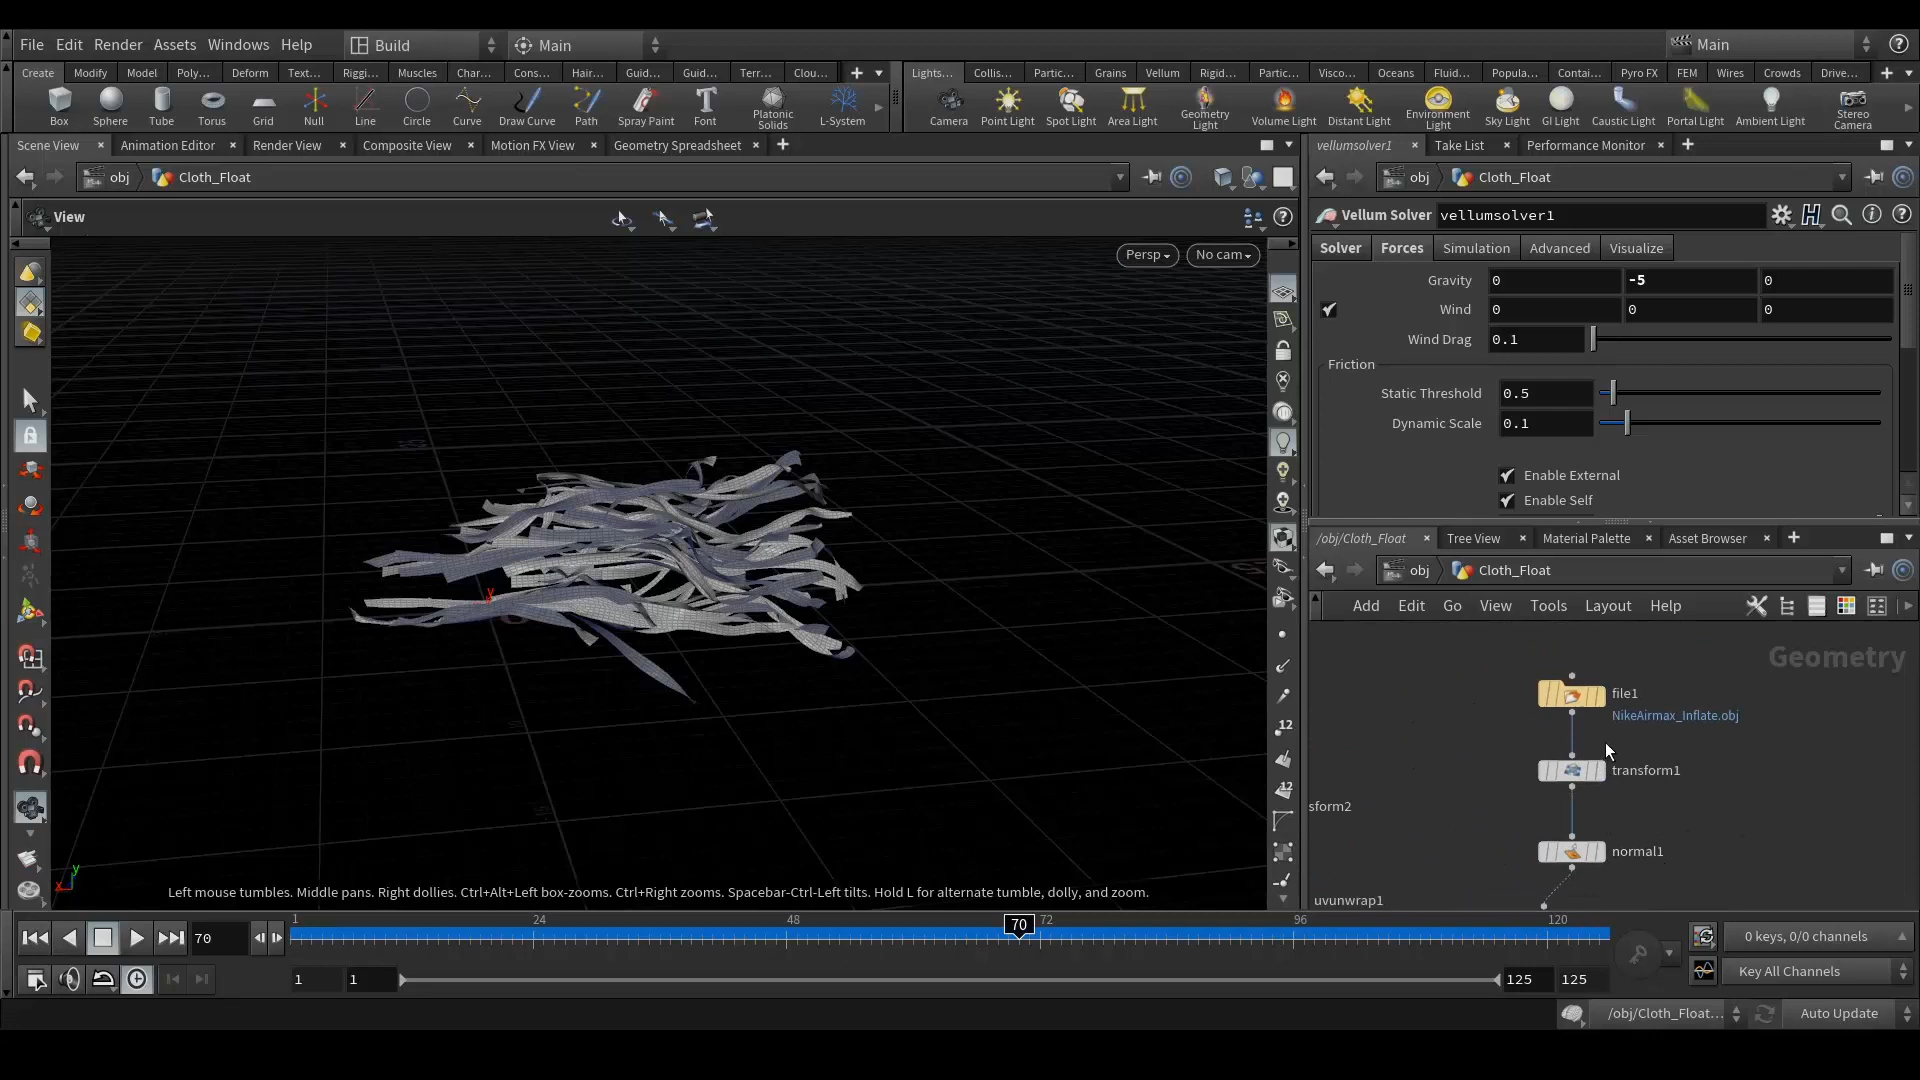 File Edit Render Assets Windows Help Build Main Main
Create Modify Model Poly... Deform Text... Riggi... Muscles Char... Cons... Hair... Guid... Guid... Terr... Clou...
Lights... Collis... Partic... Grains Vellum Rigid... Partic... Visco... Oceans Fluid... Popula... Contai... Pyro FX FEM Wires Crowds Drive...
Box Sphere Tube Torus Grid Null Line Circle Curve Draw Curve Path Spray Paint Font Platonic Solids L-System
Camera Point Light Spot Light Area Light Geometry Light Volume Light Distant Light Environment Light Sky Light GI Light Caustic Light Portal Light Ambient Light Stereo Camera
Scene View Animation Editor Render View Composite View Motion FX View Geometry Spreadsheet
obj Cloth_Float
View
Persp No cam
y
y
x
Left mouse tumbles. Middle pans. Right dollies. Ctrl+Alt+Left box-zooms. Ctrl+Right zooms. Spacebar-Ctrl-Left tilts. Hold L for alternate tumble, dolly, and zoom.
12
12
vellumsolver1 Take List Performance Monitor
obj Cloth_Float
Vellum Solver vellumsolver1
Solver Forces Simulation Advanced Visualize
Gravity 0 -5 0
Wind 0 0 0
Wind Drag 0.1
Friction
Static Threshold 0.5
Dynamic Scale 0.1
Enable External
Enable Self
/obj/Cloth_Float Tree View Material Palette Asset Browser
obj Cloth_Float
Add Edit Go View Tools Layout Help
Geometry
file1
NikeAirmax_Inflate.obj
transform1
sform2
normal1
uvunwrap1
70 1 24 48 70 72 96 120
0 keys, 0/0 channels
1 1 125 125
Key All Channels
/obj/Cloth_Float... Auto Update